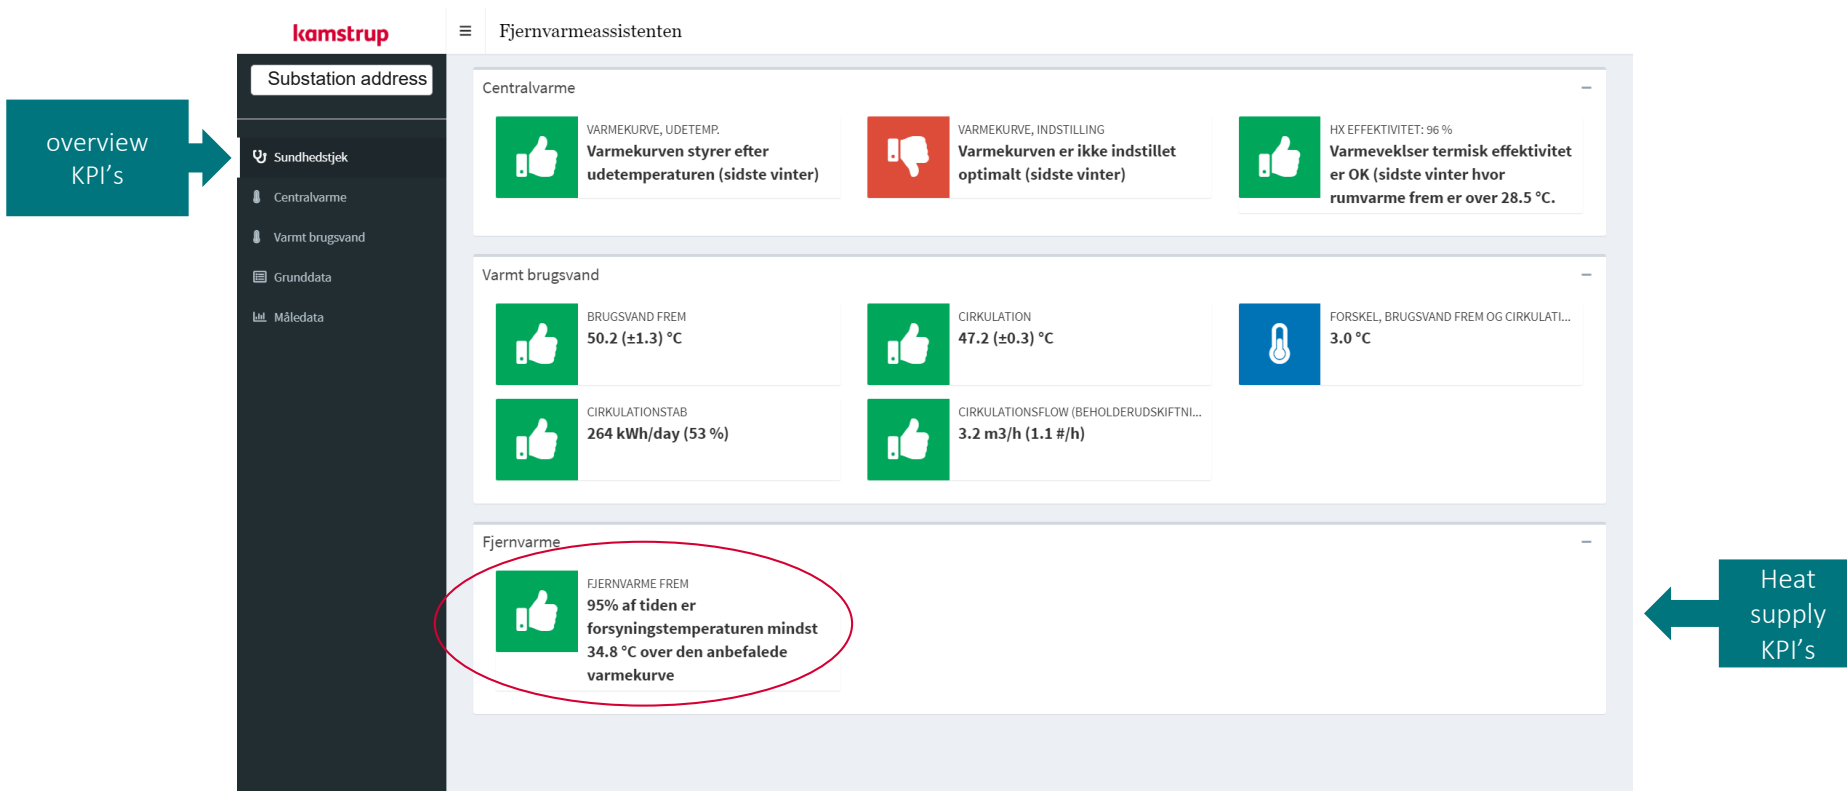 kamstrup
Fjernvarmeassistenten
Substation address
overview
KPI's
Sundhedstjek
Centralvarme
Varmt brugsvand
Grunddata
Måledata
Centralvarme
VARMEKURVE, UDETEMP.
Varmekurven styrer efter
udetemperaturen (sidste vinter)
VARMEKURVE, INDSTILLING
Varmekurven er ikke indstillet
optimalt (sidste vinter)
HX EFFEKTIVITET: 96 %
Varmeveklser termisk effektivitet
er OK (sidste vinter hvor
rumvarme frem er over 28.5 °C.
Varmt brugsvand
BRUGSVAND FREM
50.2 (±1.3) °C
CIRKULATION
47.2 (±0.3) °C
FORSKEL, BRUGSVAND FREM OG CIRKULATI...
3.0 °C
CIRKULATIONSTAB
264 kWh/day (53 %)
CIRKULATIONSFLOW (BEHOLDERUDSKIFTNI...
3.2 m3/h (1.1 #/h)
Fjernvarme
FJERNVARME FREM
95% af tiden er
forsyningstemperaturen mindst
34.8 °C over den anbefalede
varmekurve
Heat
supply
KPI's